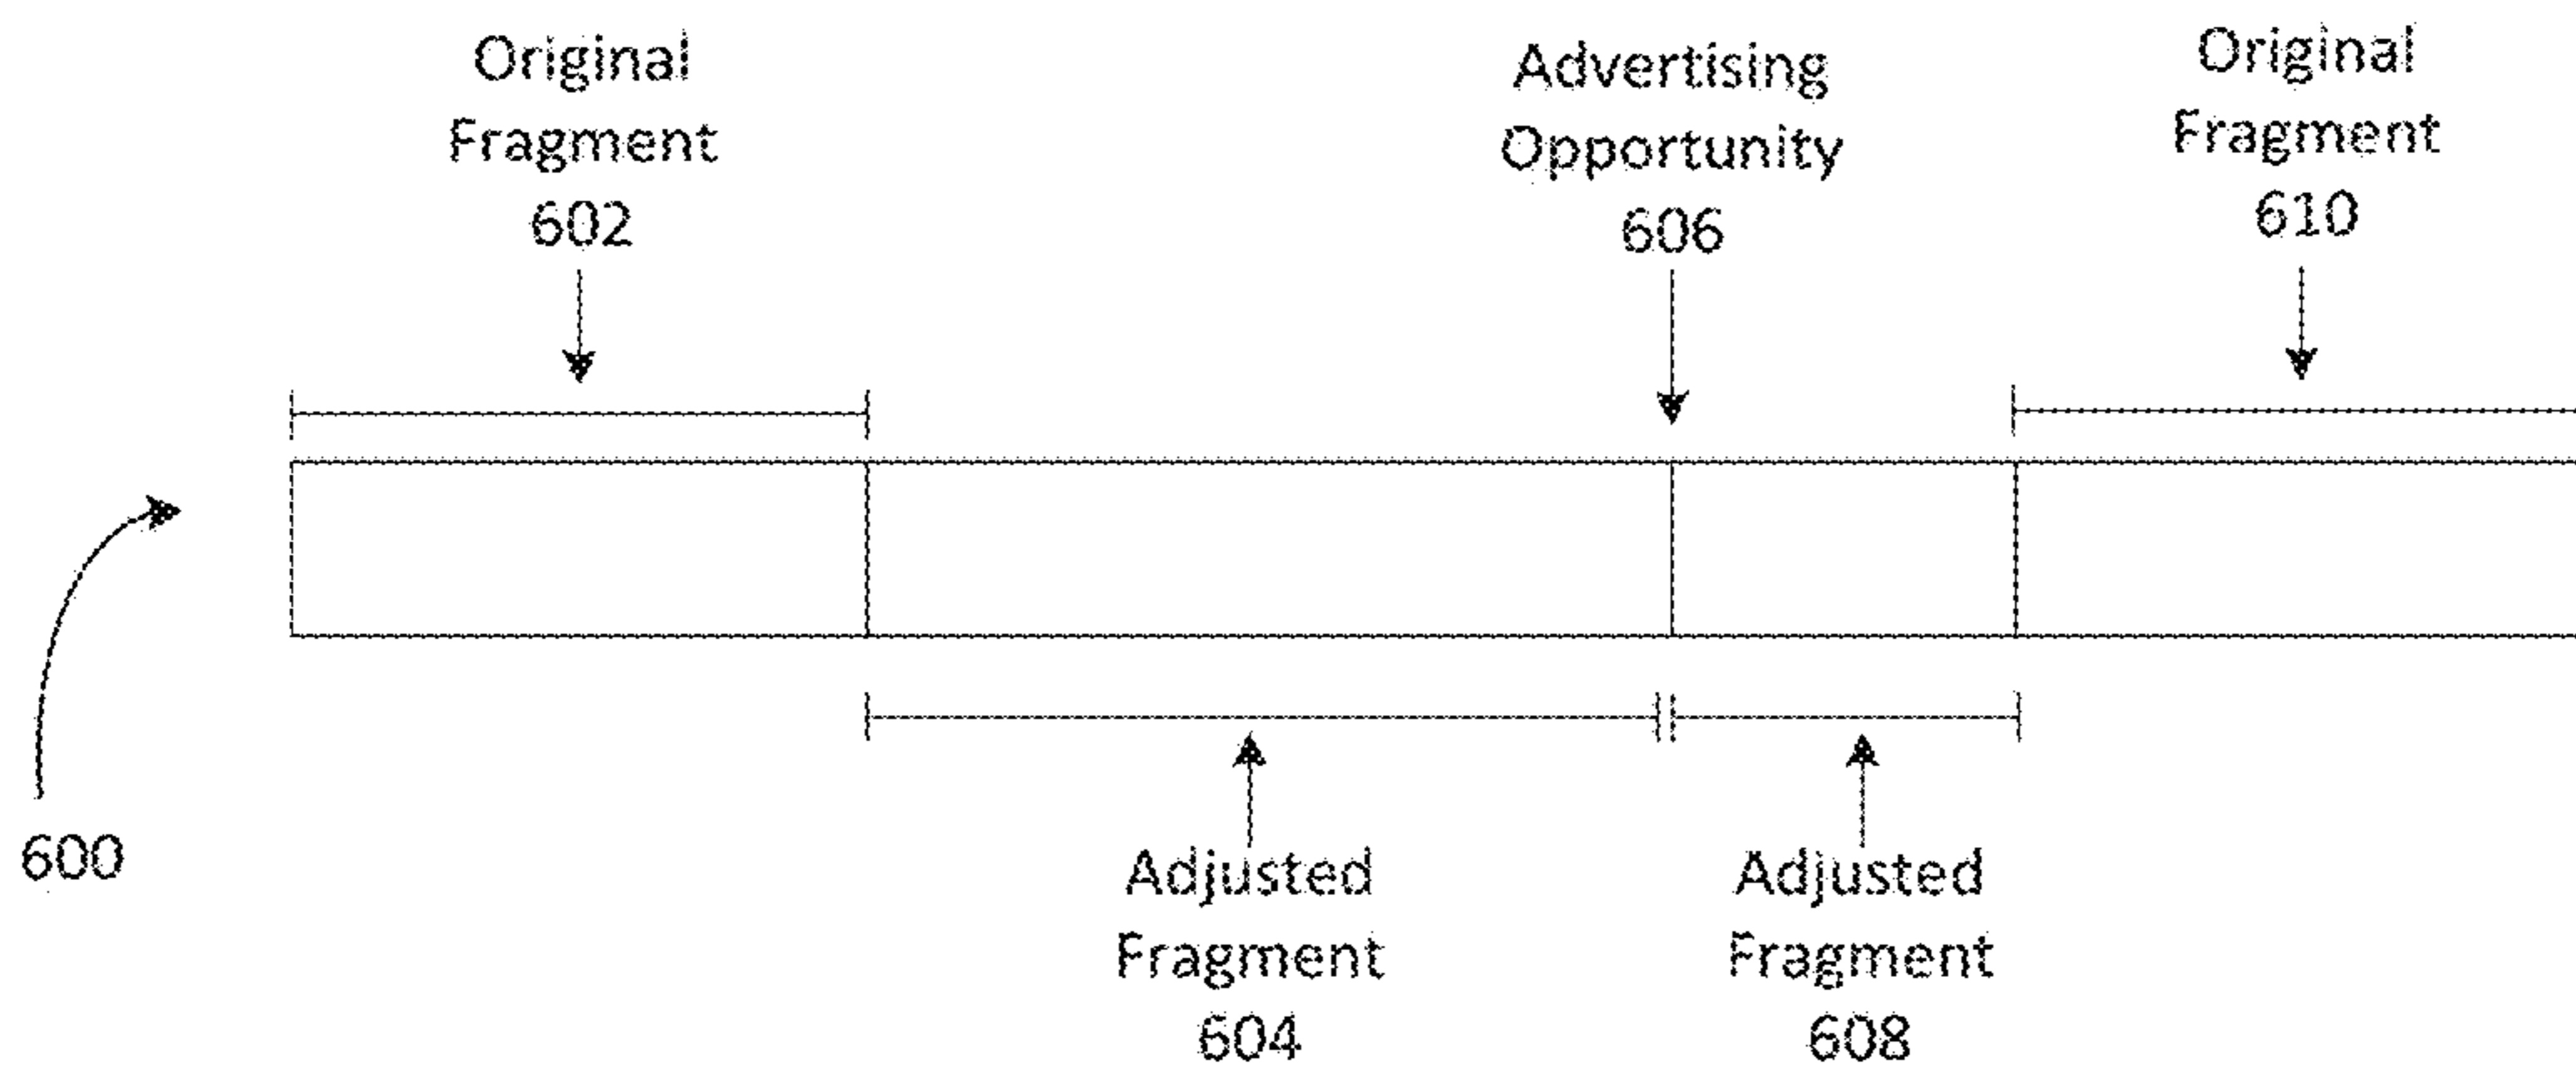 Original
Fragment
602
Advertising
Opportunity
606
Original
Fragment
610
600
Adjusted
Fragment
604
Adjusted
Fragment
608